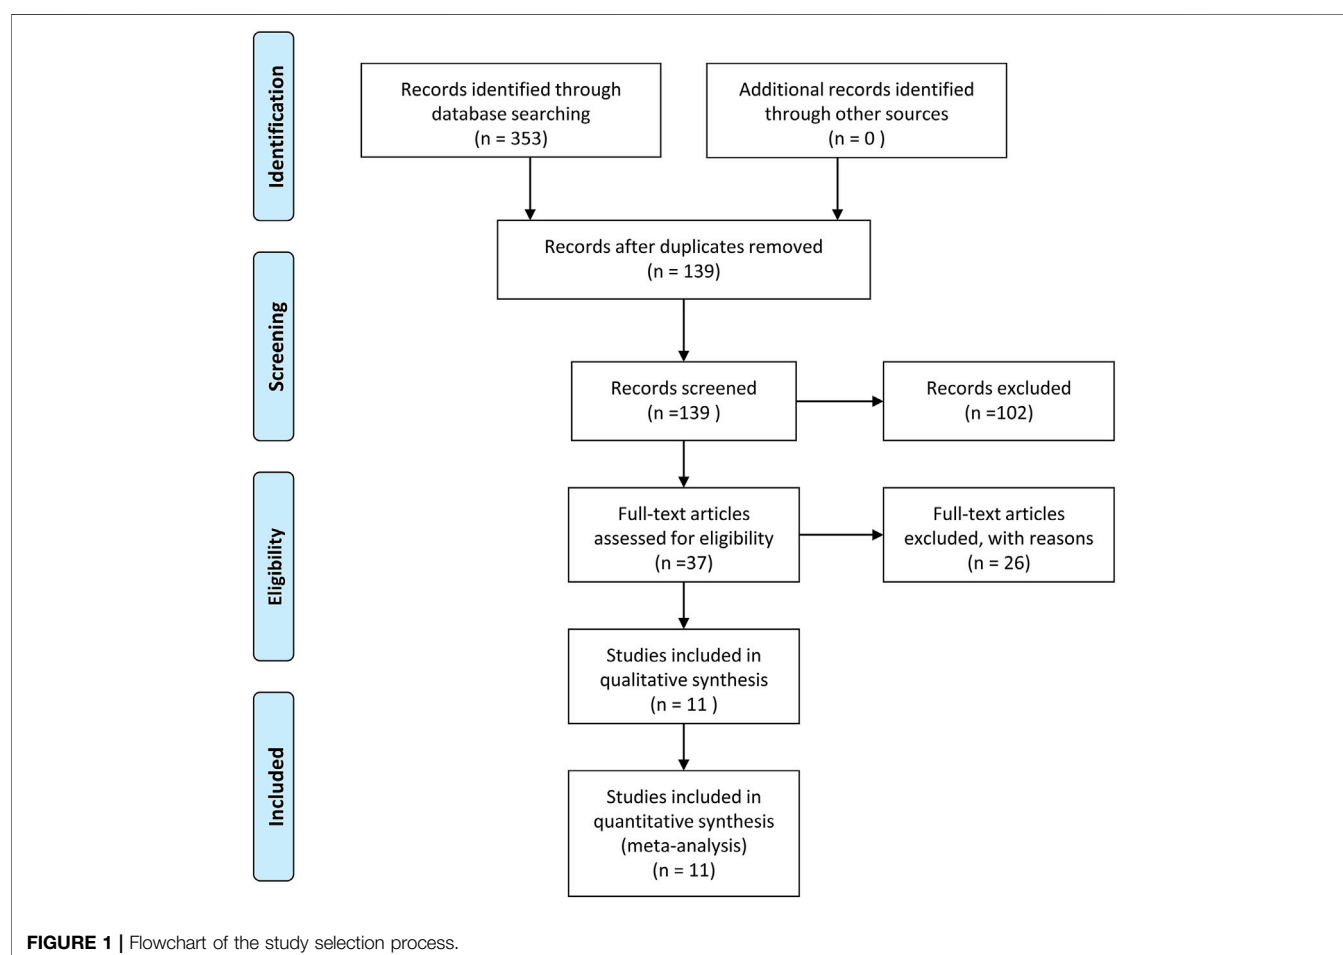 Identification
Records identified through
database searching
(n = 353)
Additional records identified
through other sources
(n = 0 )
Records after duplicates removed
(n = 139)
Screening
Records screened
(n =139 )
Records excluded
(n =102)
Eligibility
Full-text articles
assessed for eligibility
(n =37)
Full-text articles
excluded, with reasons
(n = 26)
Studies included in
qualitative synthesis
(n = 11 )
Included
Studies included in
quantitative synthesis
(meta-analysis)
(n = 11)
FIGURE 1 | Flowchart of the study selection process.